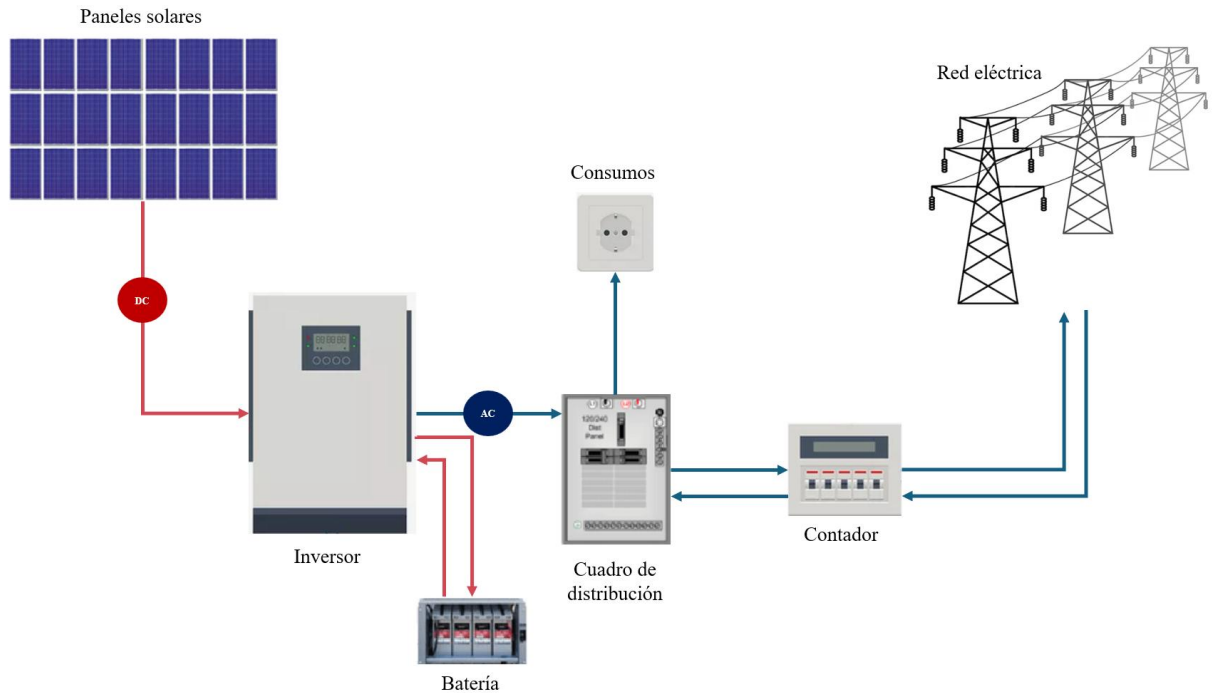 Paneles solares
Red eléctrica
Consumos
DC
AC
120/240
Dist
Panel
Inversor
Contador
Cuadro de
distribución
Batería